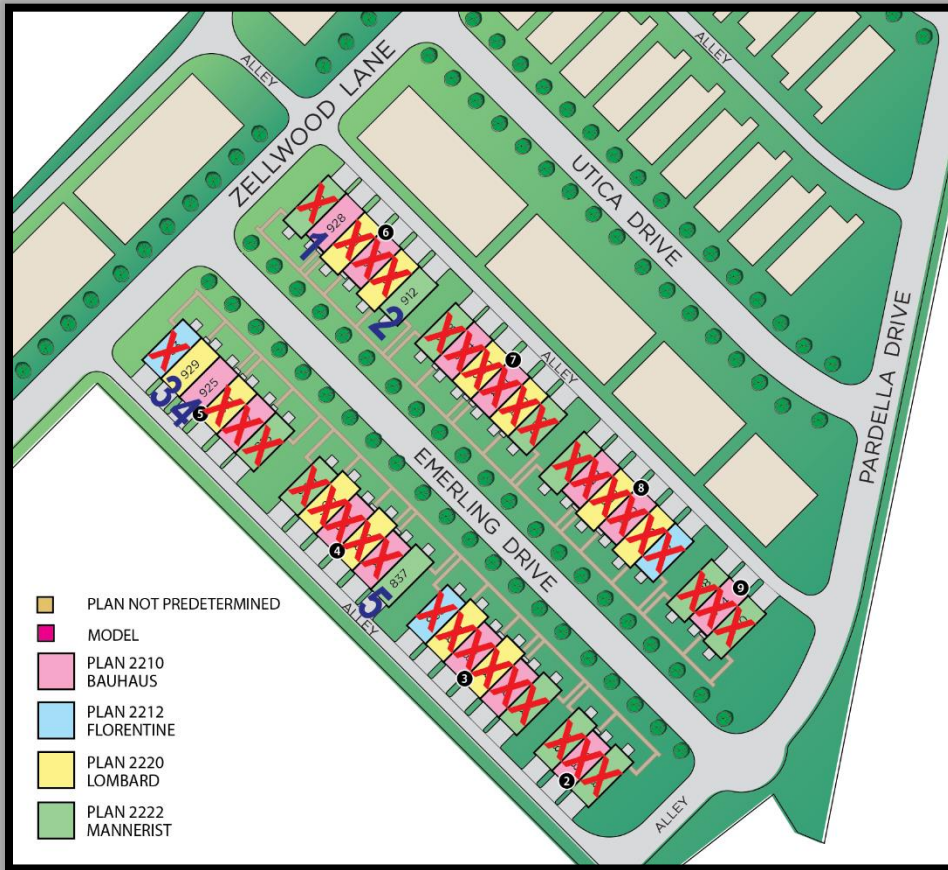 ALLEY
ALLEY
ZELLWOOD LANE
UTICA DRIVE
928
6
1
912
2
7
ALLEY
PARDELLA DRIVE
929
925
3
4
5
EMERLING DRIVE
8
4
837
5
9
ALLEY
3
2
ALLEY
PLAN NOT PREDETERMINED
MODEL
PLAN 2210
BAUHAUS
PLAN 2212
FLORENTINE
PLAN 2220
LOMBARD
PLAN 2222
MANNERIST